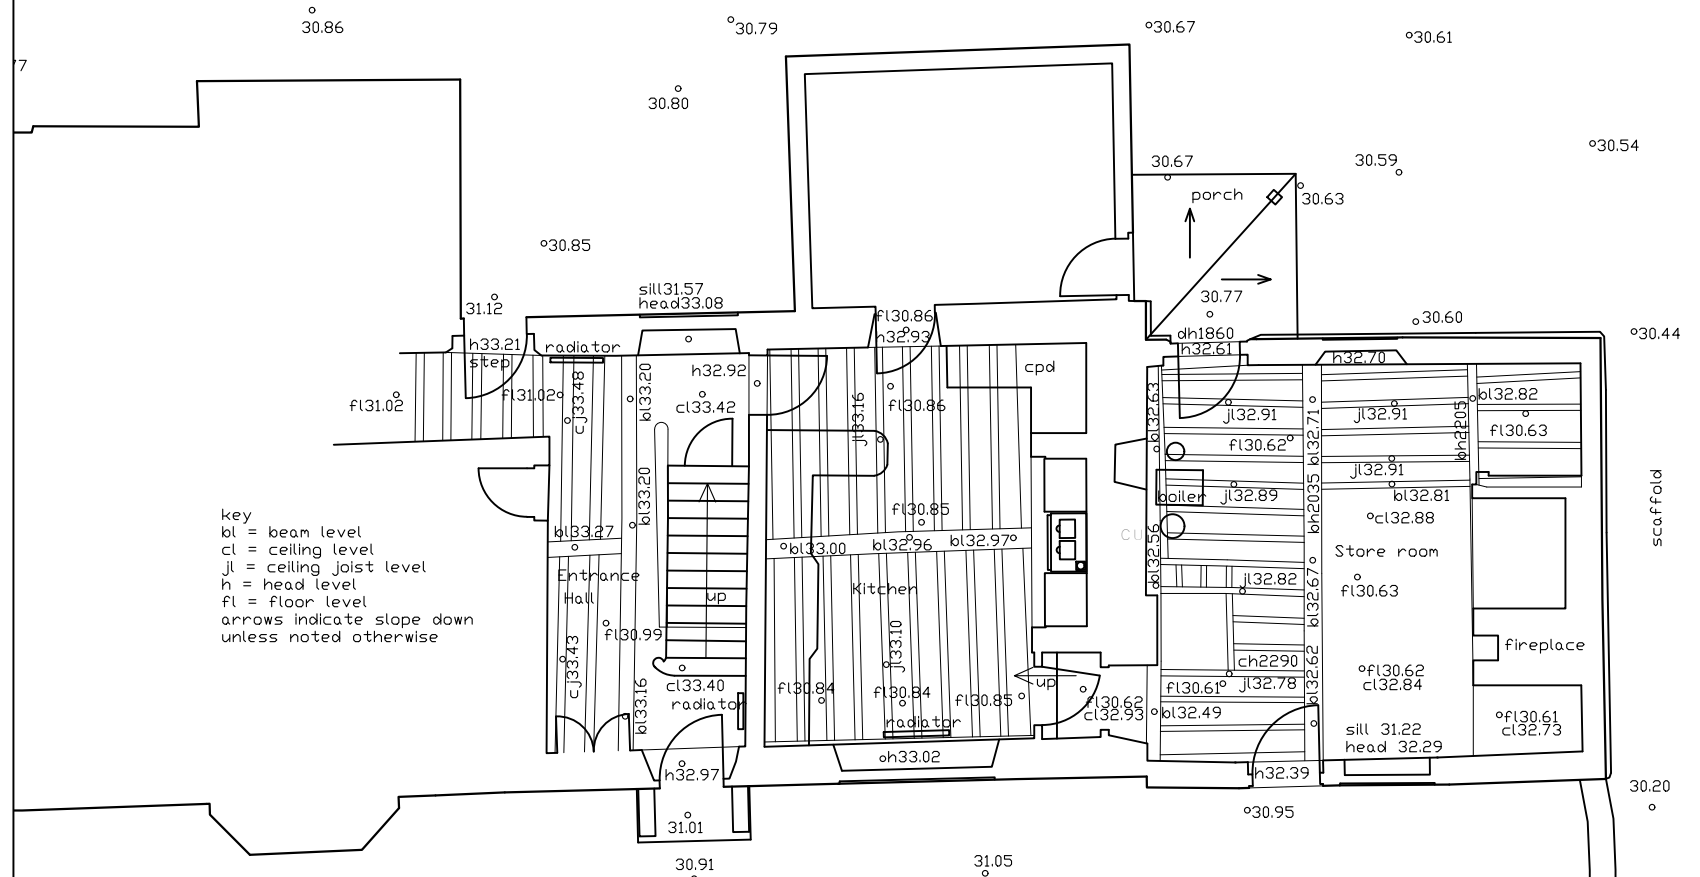 30.86
30.79
30.67
30.61
77
30.80
30.54
30.67
30.59
porch
30.63
30.85
sill31.57
head33.08
31.12
30.77
fl30.86
30.60
30.44
h33.21
radiator
h32.93
dh1860
h32.61
step
h32.70
h32.92
cpd
fl31.02
fl31.02
cj33.48
bl33.20
cl33.42
jl33.16
fl30.86
bl32.63
jl32.91
bl32.71
jl32.91
bh2205
bl32.82
fl30.62
fl30.63
jl32.91
bl33.20
boiler
jl32.89
bh2035
bl32.81
scaffold
key
bl = beam level
cl = ceiling level
jl = ceiling joist level
h = head level
fl = floor level
arrows indicate slope down
unless noted otherwise
fl30.85
cl32.88
bl33.27
bl33.00
bl32.96
bl32.97
cu
bl32.56
Store room
Entrance
Hall
up
Kitchen
jl32.82
bl32.67
fl30.63
fl30.99
cj33.43
jl33.10
ch2290
fireplace
cl33.40
radiator
bl33.16
fl30.84
fl30.84
fl30.85
up
fl30.62
cl32.93
fl30.61
jl32.78
bl32.49
bl32.62
fl30.62
cl32.84
radiator
fl30.61
cl32.73
sill 31.22
head 32.29
h32.97
h33.02
h32.39
30.20
31.01
30.95
30.91
31.05